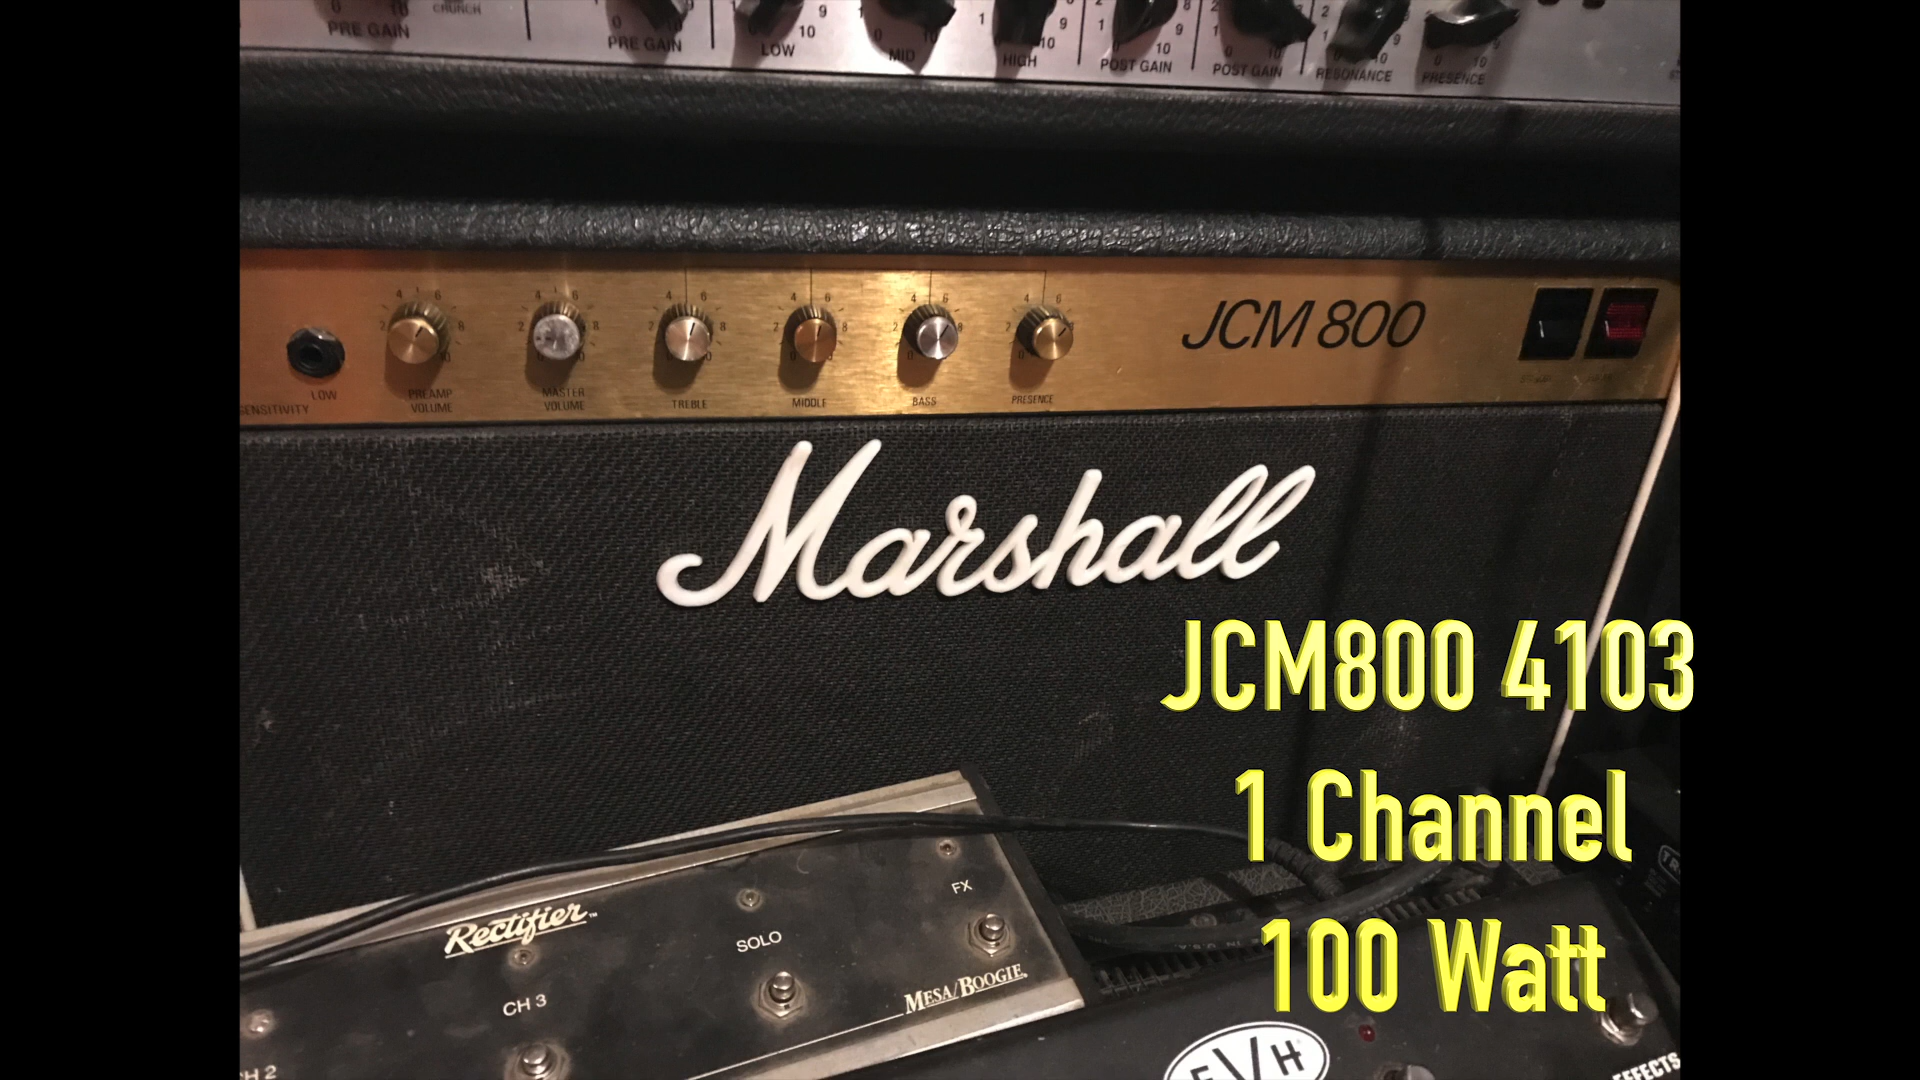 CRUNCH
PRE GAIN
PRE GAIN
LOW
MID
HIGH
POST GAIN
POST GAIN
RESONANCE
PRESENCE
LOW
SENSITIVITY
PREAMP
VOLUME
MASTER
VOLUME
TREBLE
MIDDLE
BASS
PRESENCE
JCM 800
Marshall
JCM800 4103
1 Channel
100 Watt
Rectifier™
CH 3
SOLO
FX
MESA/BOOGIE
EVH
EFFECTS